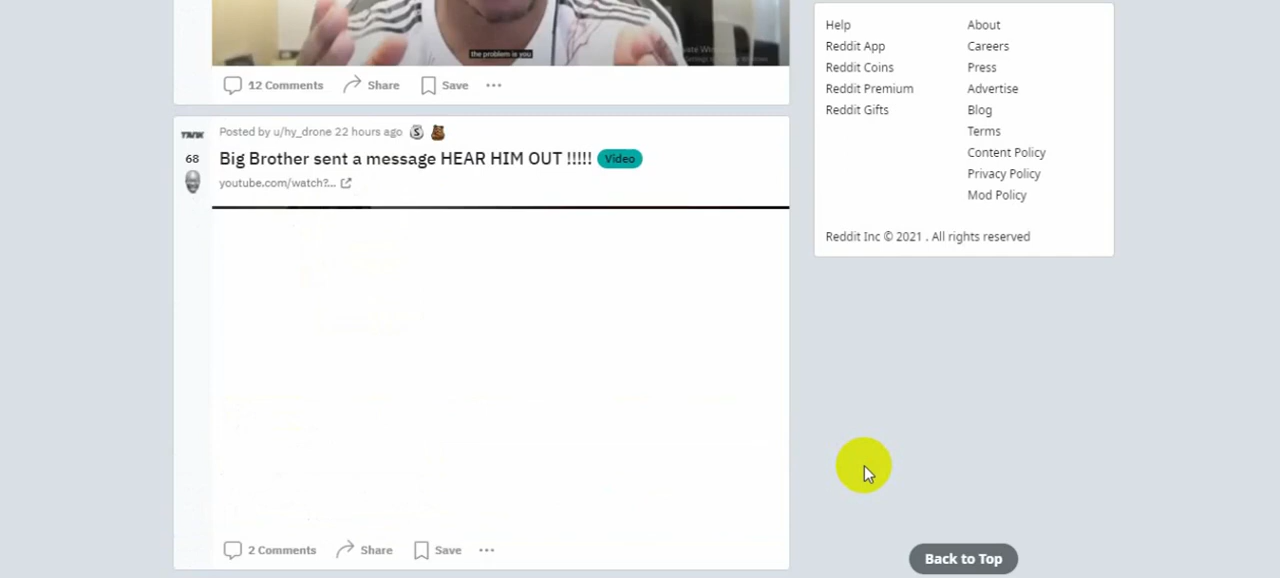 the problem is you
12 Comments
Share
Save
Posted by u/hy_drone 22 hours ago
68
Big Brother sent a message HEAR HIM OUT !!!!! Video
youtube.com/watch?...
2 Comments
Share
Save
Help
About
Reddit App
Careers
Reddit Coins
Press
Reddit Premium
Advertise
Reddit Gifts
Blog
Terms
Content Policy
Privacy Policy
Mod Policy
Reddit Inc © 2021 . All rights reserved
Back to Top